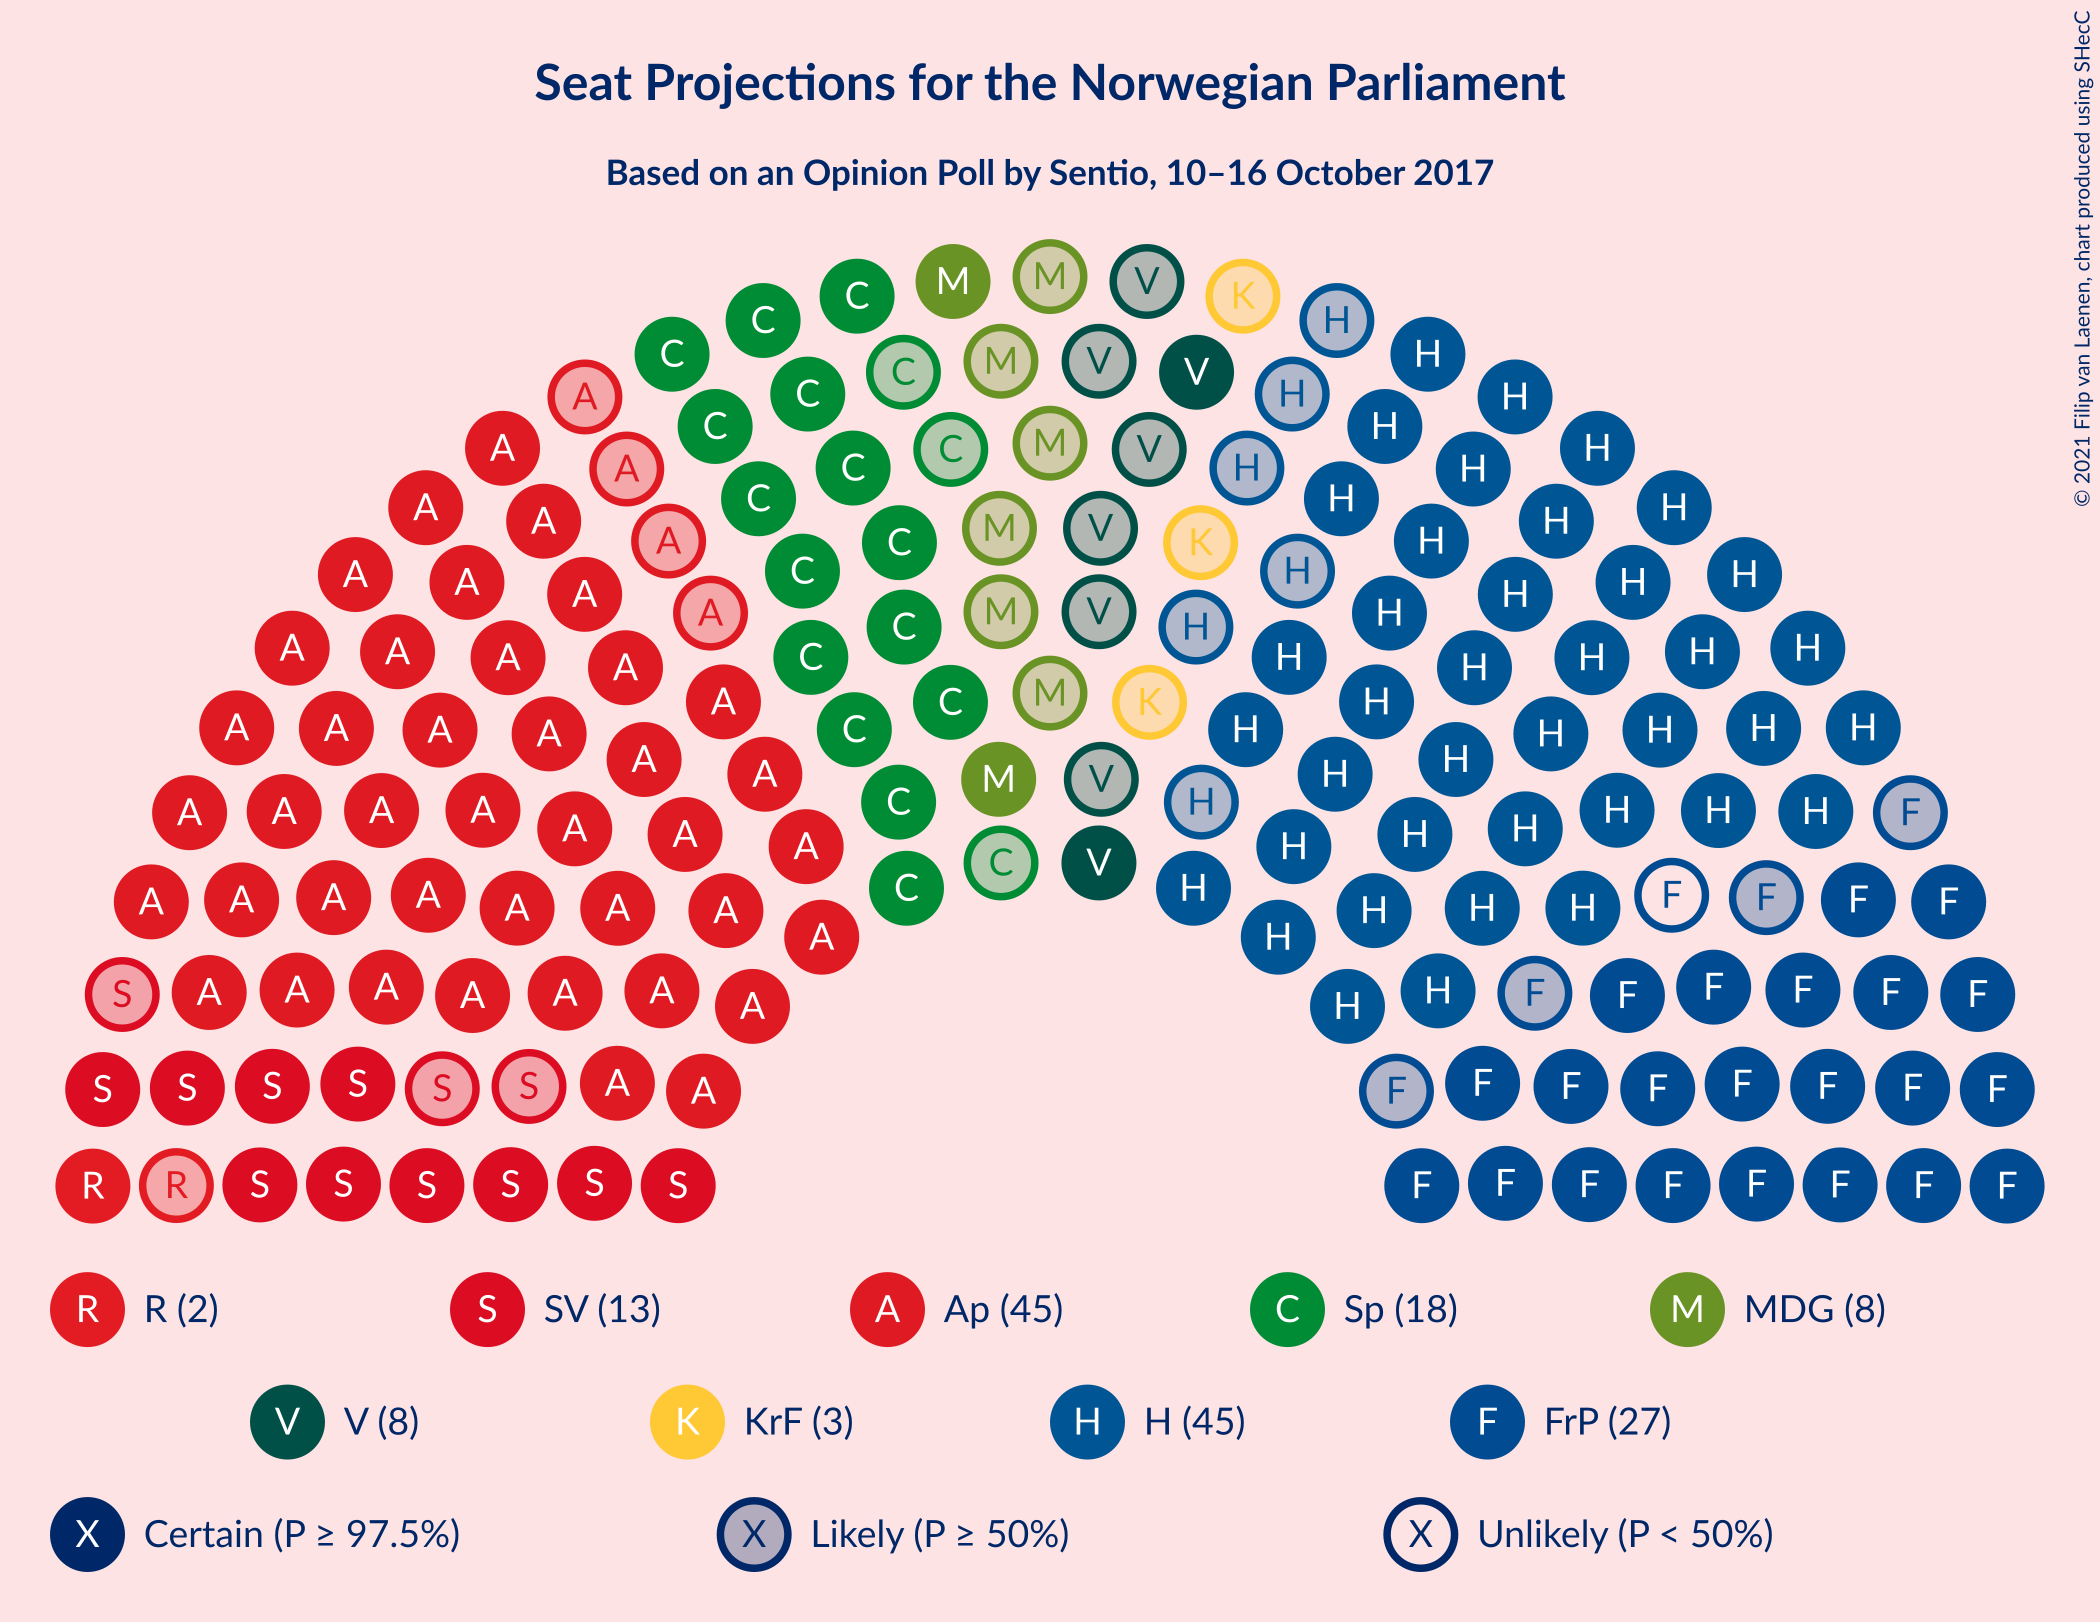 Seat Projections for the Norwegian Parliament
Based on an Opinion Poll by Sentio, 10–16 October 2017
© 2021 Filip van Laenen, chart produced using SHecC
C M M V K H
C C H
C M V V
A C H H
A C C M V H H H
A A C C H H H
A A C M V K H H H
A A A C C H H H H
A A C M V H H H
A A A A C C H H H H
A A A C M K H H H
A A A A A C H H H H H
A A A M V H H H
A A A A A C H H H H F
A A A A C V H H H H
A A A A A A A A C H H H H F F F F
A H
S A A A A A A A H H F F F F F F
S S S S S S A A F F F F F F F F
R R S S S S S S F F F F F F F F
R R (2) S SV (13) A Ap (45) C Sp (18) M MDG (8)
V V (8) K KrF (3) H H (45) F FrP (27)
X Certain (P ≥ 97.5%) X Likely (P ≥ 50%) X Unlikely (P < 50%)